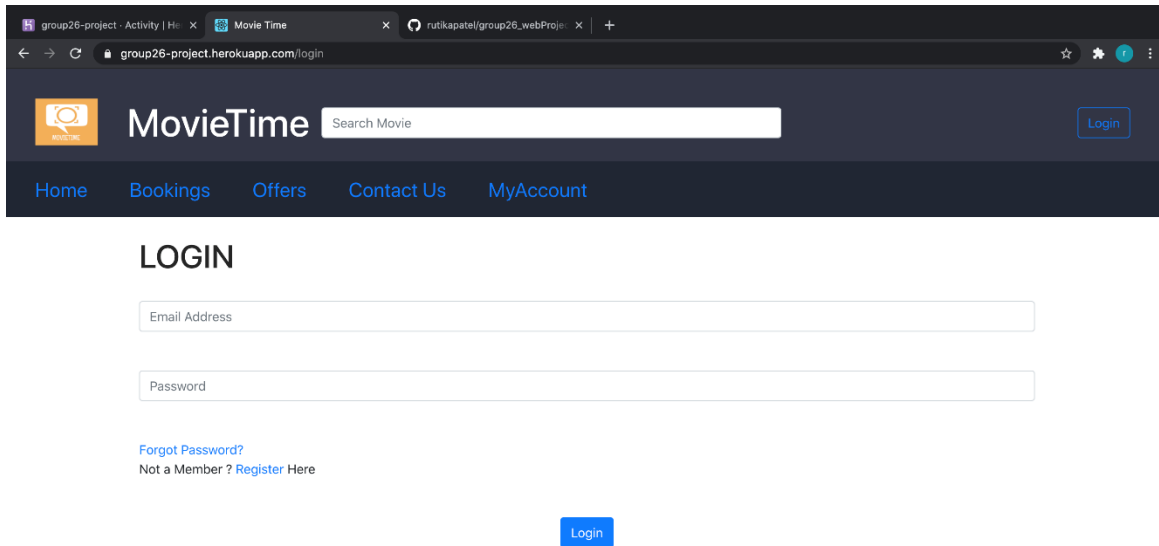 group26-project · Activity | He
Movie Time
rutikapatel/group26_webProjec
group26-project.herokuapp.com/login
r
MOVIETIME
MovieTime
Search Movie
Login
Home Bookings Offers Contact Us MyAccount
LOGIN
Email Address
Password
Forgot Password?
Not a Member ? Register Here
Login